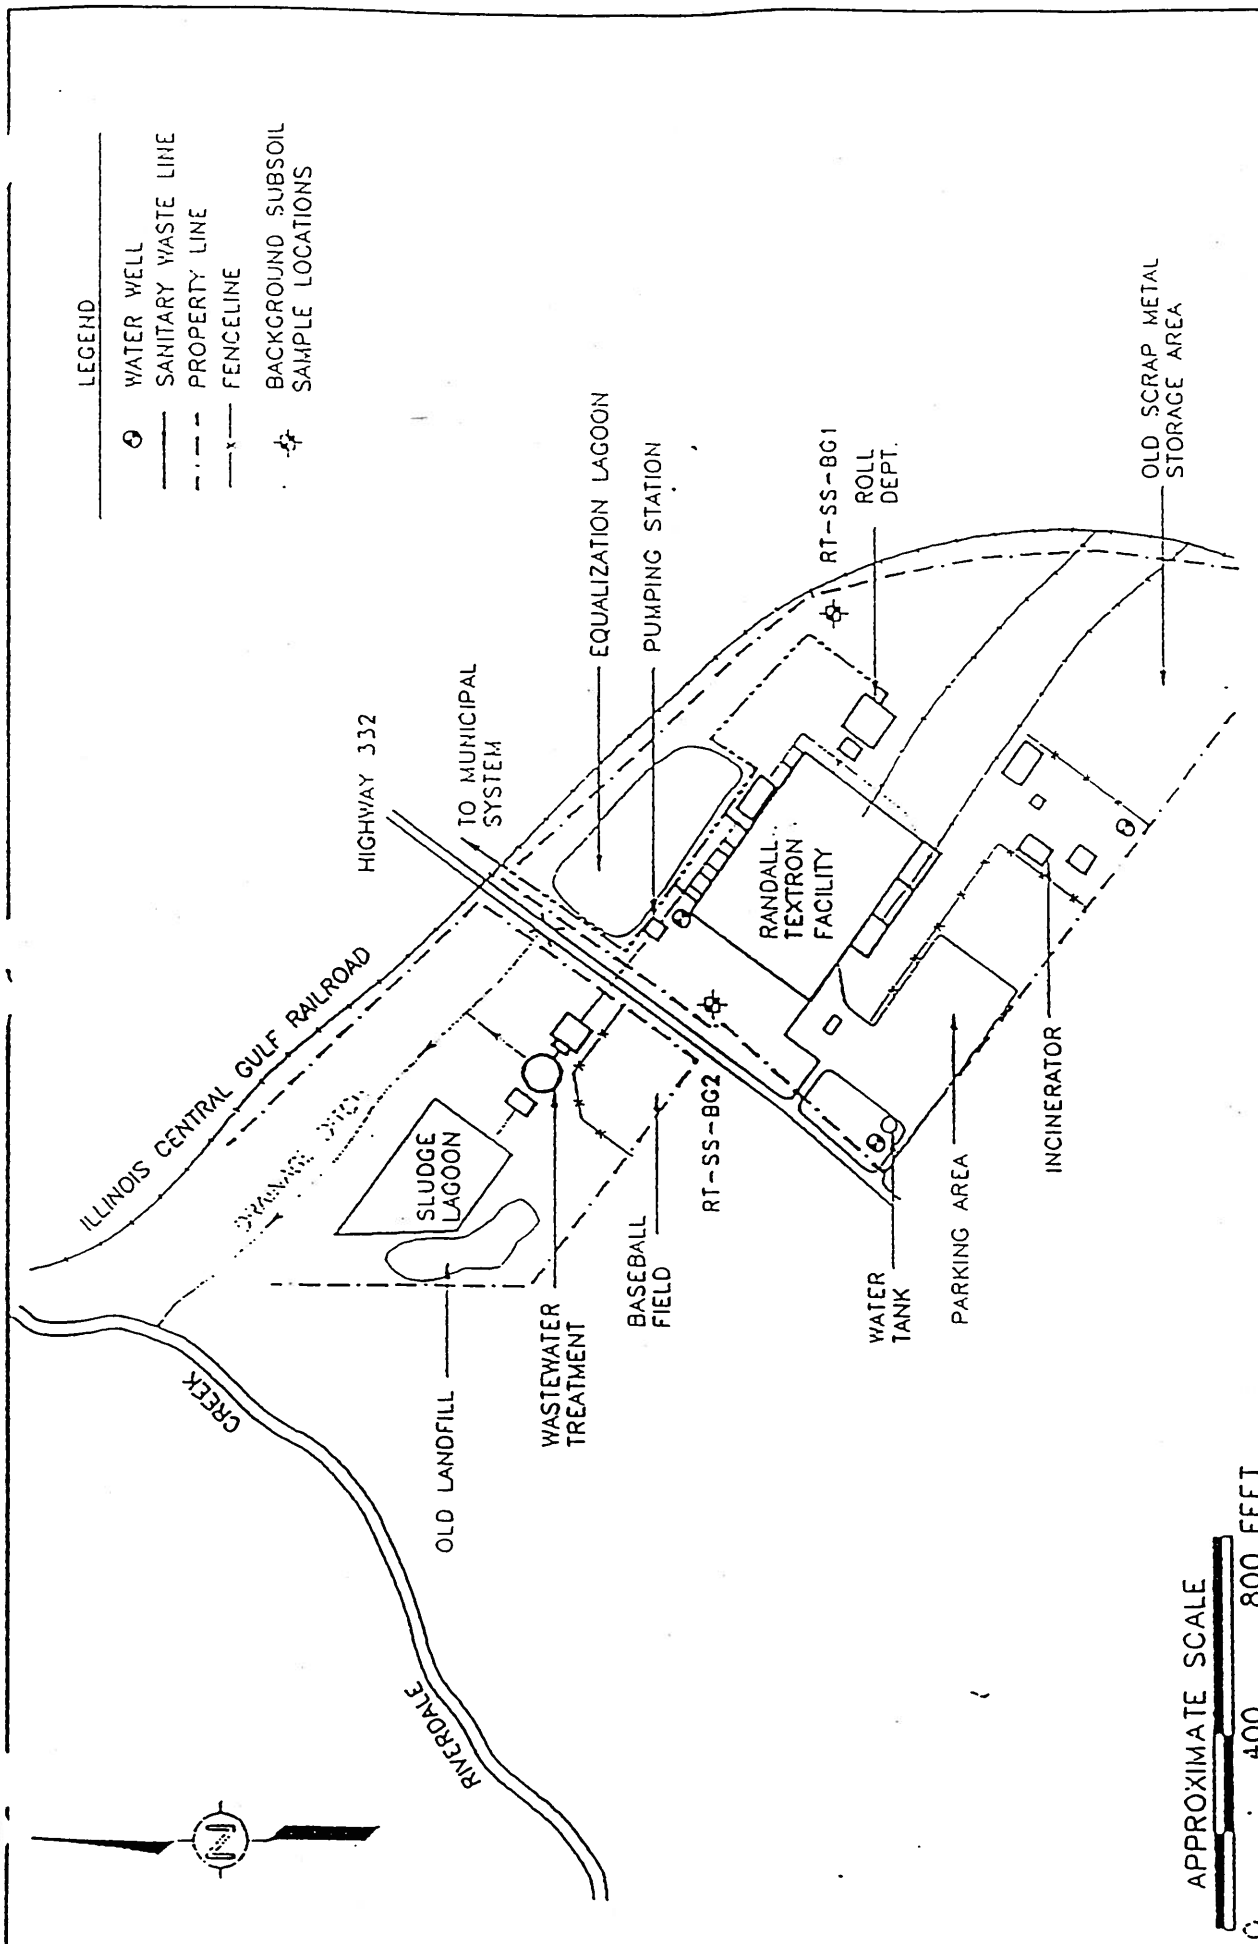 LEGEND
WATER WELL
SANITARY WASTE LINE
PROPERTY LINE
FENCELINE
BACKGROUND SUBSOIL
SAMPLE LOCATIONS
N
HIGHWAY 332
TO MUNICIPAL
SYSTEM
EQUALIZATION LAGOON
PUMPING STATION
RT-SS-BG1
ROLL
DEPT.
OLD SCRAP METAL
STORAGE AREA
ILLINOIS CENTRAL GULF RAILROAD
DRAINAGE DITCH
SLUDGE
LAGOON
RANDALL
TEXTRON
FACILITY
RT-SS-BG2
CREEK
RIVERDALE
OLD LANDFILL
WASTEWATER
TREATMENT
BASEBALL
FIELD
WATER
TANK
PARKING AREA
INCINERATOR
APPROXIMATE SCALE
0 400 800 FEET